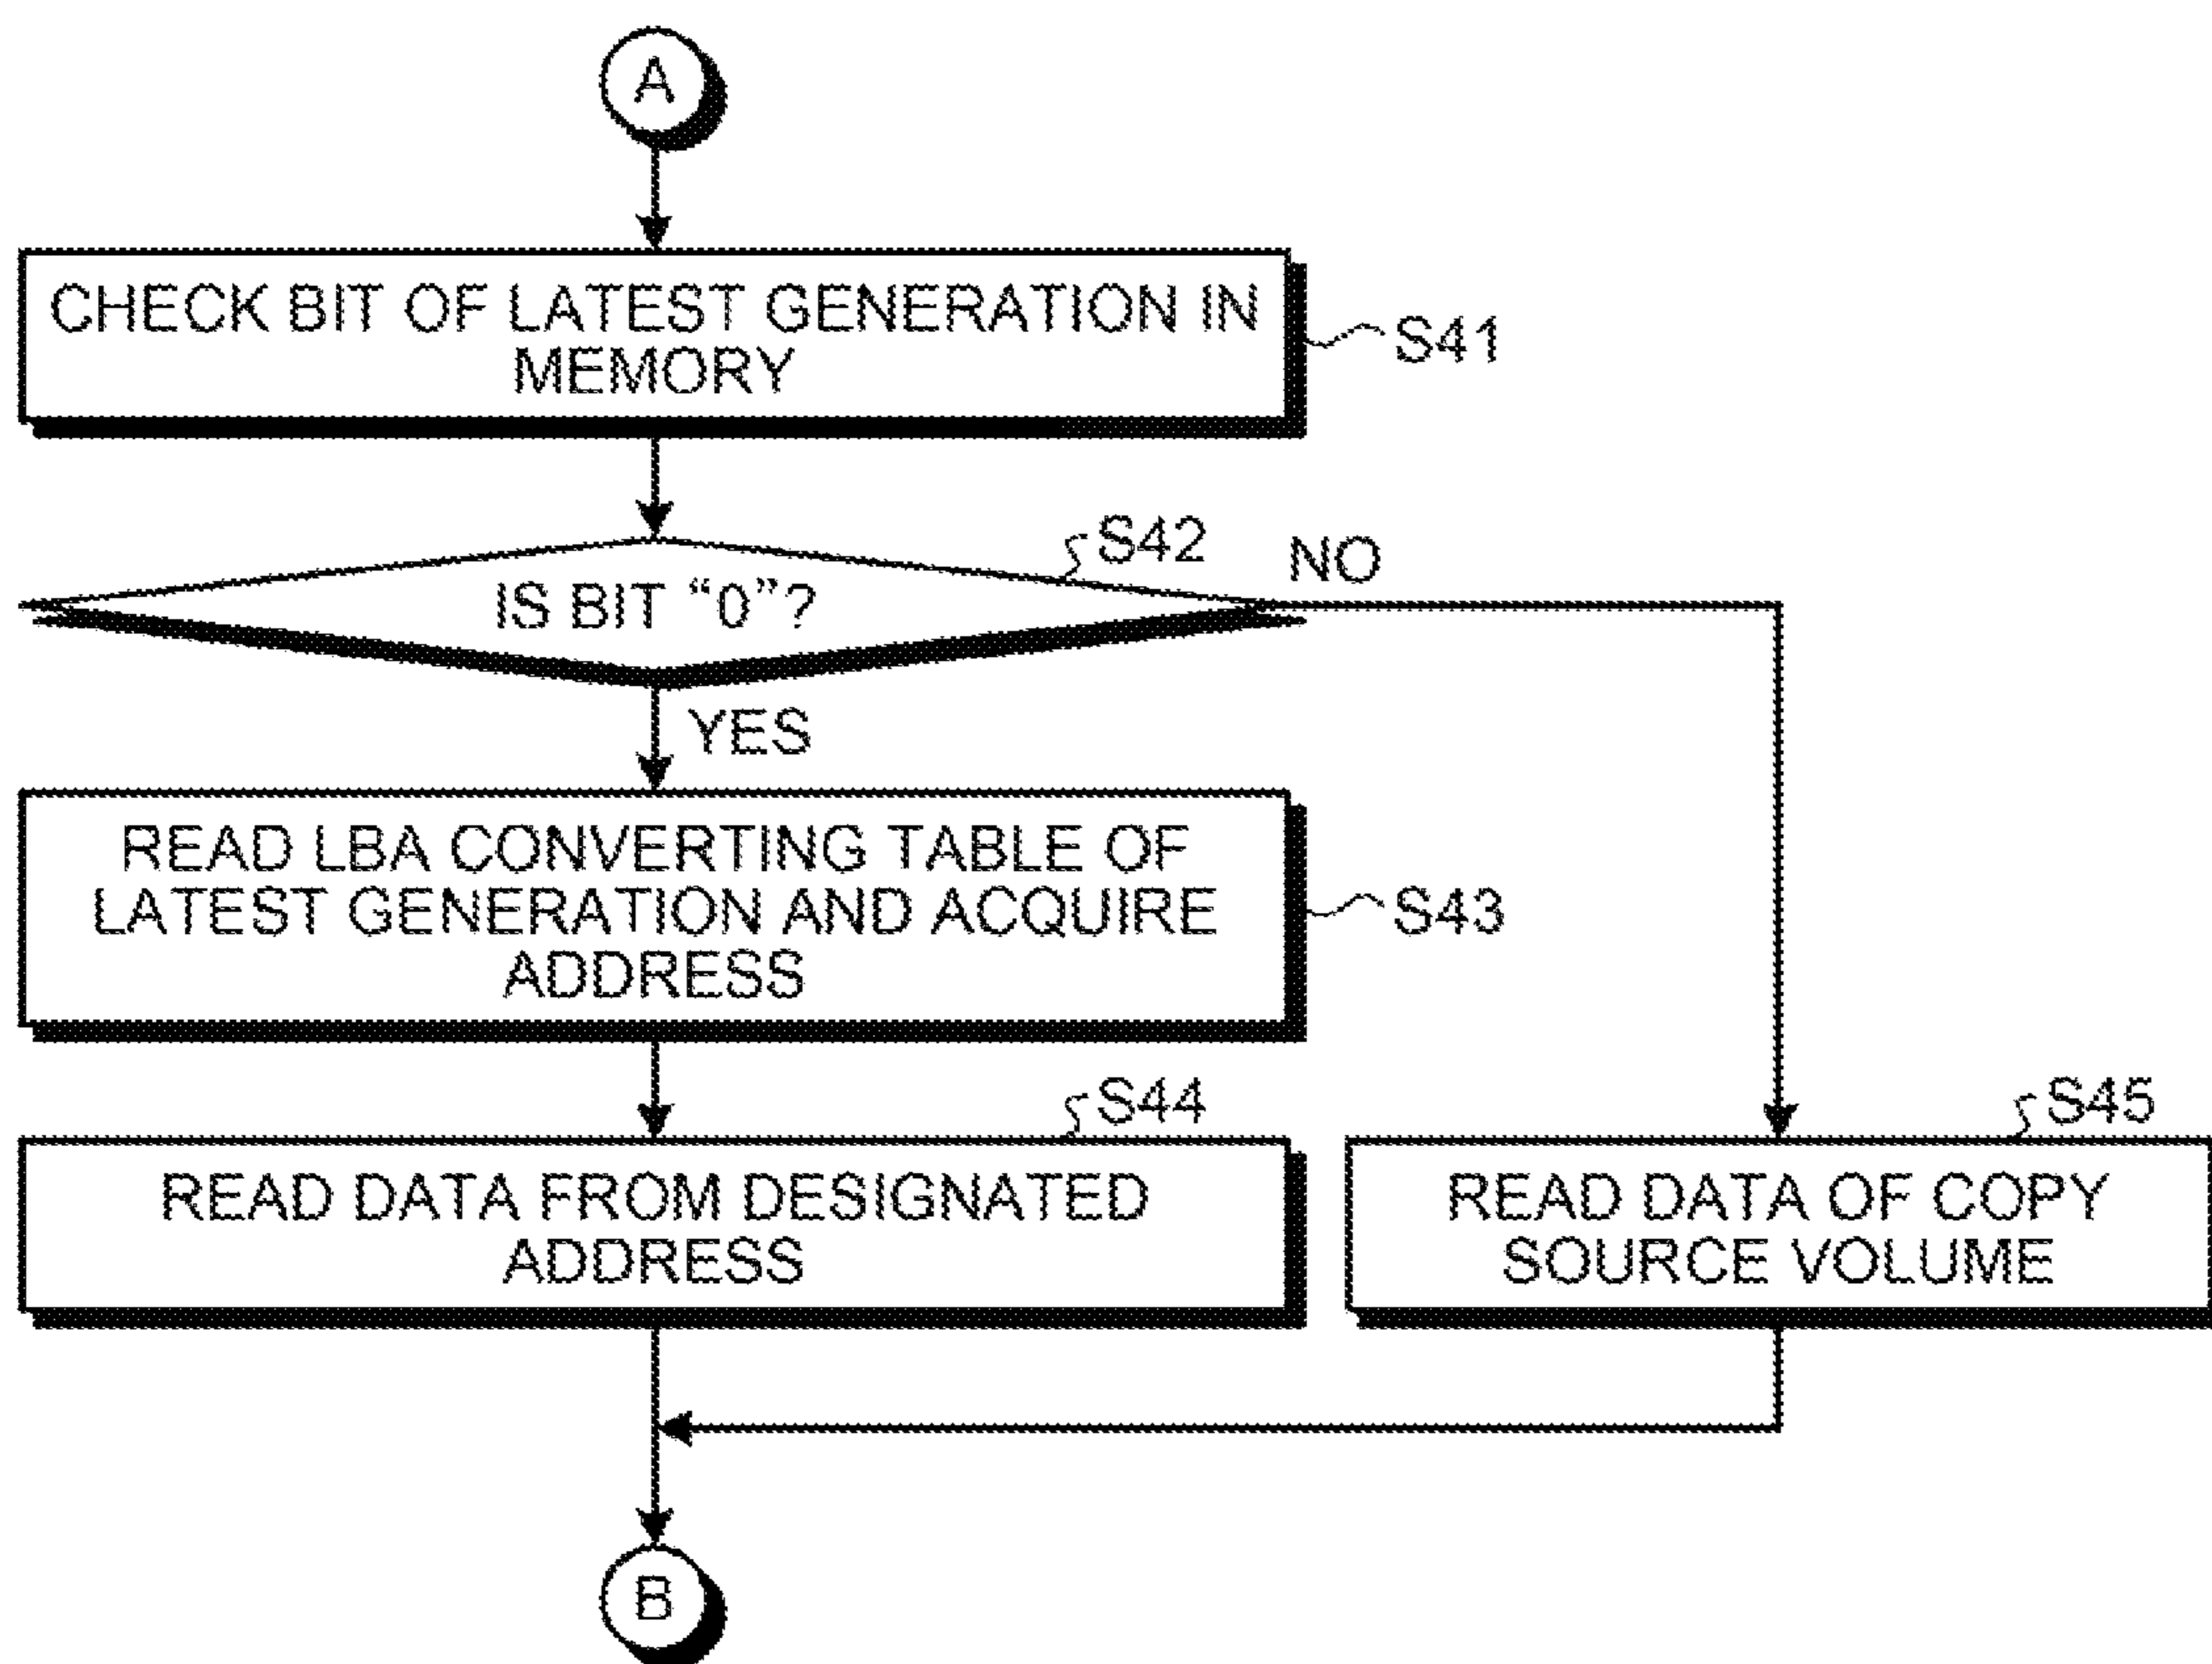 A
CHECK BIT OF LATEST GENERATION IN
MEMORY
S41
S42
IS BIT “0”?
NO
YES
READ LBA CONVERTING TABLE OF
LATEST GENERATION AND ACQUIRE
ADDRESS
S43
S44
READ DATA FROM DESIGNATED
ADDRESS
S45
READ DATA OF COPY
SOURCE VOLUME
B